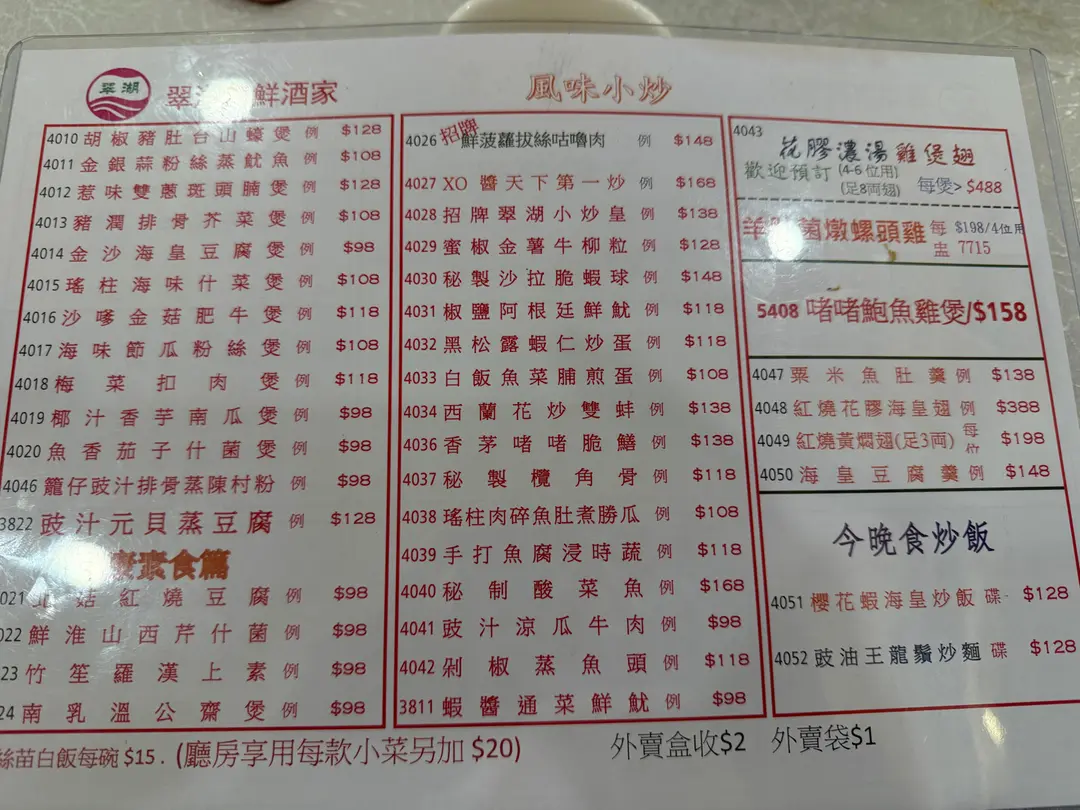 翠湖
翠 鮮酒家
風味小炒
4010 胡椒豬肚台山蠔煲 例 $128
4011 金銀蒜粉絲蒸魷魚 例 $108
4012 惹味雙蔥斑頭腩煲 例 $128
4013 豬潤排骨芥菜煲 例 $108
4014 金沙海皇豆腐煲 例 $98
4015 瑤柱海味什菜煲 例 $108
4016 沙嗲金菇肥牛煲 例 $118
4017 海味節瓜粉絲煲 例 $108
4018 梅菜扣肉煲 例 $118
4019 椰汁香芋南瓜煲 例 $98
4020 魚香茄子什菌煲 例 $98
4046 籠仔豉汁排骨蒸陳村粉 例 $98
3822 豉汁元貝蒸豆腐 例 $128
素食篇
021 北菇紅燒豆腐 例 $98
022 鮮淮山西芹什菌 例 $98
23 竹笙羅漢上素 例 $98
24 南乳溫公齋煲 例 $98
4026 招牌 鮮菠蘿拔絲咕嚕肉 例 $148
4027 XO 醬天下第一炒 例 $168
4028 招牌翠湖小炒皇 例 $138
4029 蜜椒金薯牛柳粒 例 $128
4030 秘製沙拉脆蝦球 例 $148
4031 椒鹽阿根廷鮮魷 例 $118
4032 黑松露蝦仁炒蛋 例 $118
4033 白飯魚菜脯煎蛋 例 $108
4034 西蘭花炒雙蚌 例 $138
4036 香茅啫啫脆鱔 例 $138
4037 秘製欖角骨 例 $118
4038 瑤柱肉碎魚肚煮勝瓜 例 $108
4039 手打魚腐浸時蔬 例 $118
4040 秘制酸菜魚 例 $168
4041 豉汁涼瓜牛肉 例 $98
4042 剁椒蒸魚頭 例 $118
3811 蝦醬通菜鮮魷 例 $98
4043
花膠濃湯雞煲翅
歡迎預訂 (4-6 位用)
(足8両翅) 每煲> $488
羊 菌燉螺頭雞 每盅 $198/4位用
7715
5408 啫啫鮑魚雞煲/$158
4047 粟米魚肚羹 例 $138
4048 紅燒花膠海皇翅 例 $388
4049 紅燒黃燜翅(足3両) 每 $198
4050 海皇豆腐羹 例 $148
今晚食炒飯
4051 櫻花蝦海皇炒飯 碟 $128
4052 豉油王龍鬚炒麵 碟 $128
絲苗白飯每碗 $15 . (廳房享用每款小菜另加 $20)
外賣盒收$2 外賣袋$1